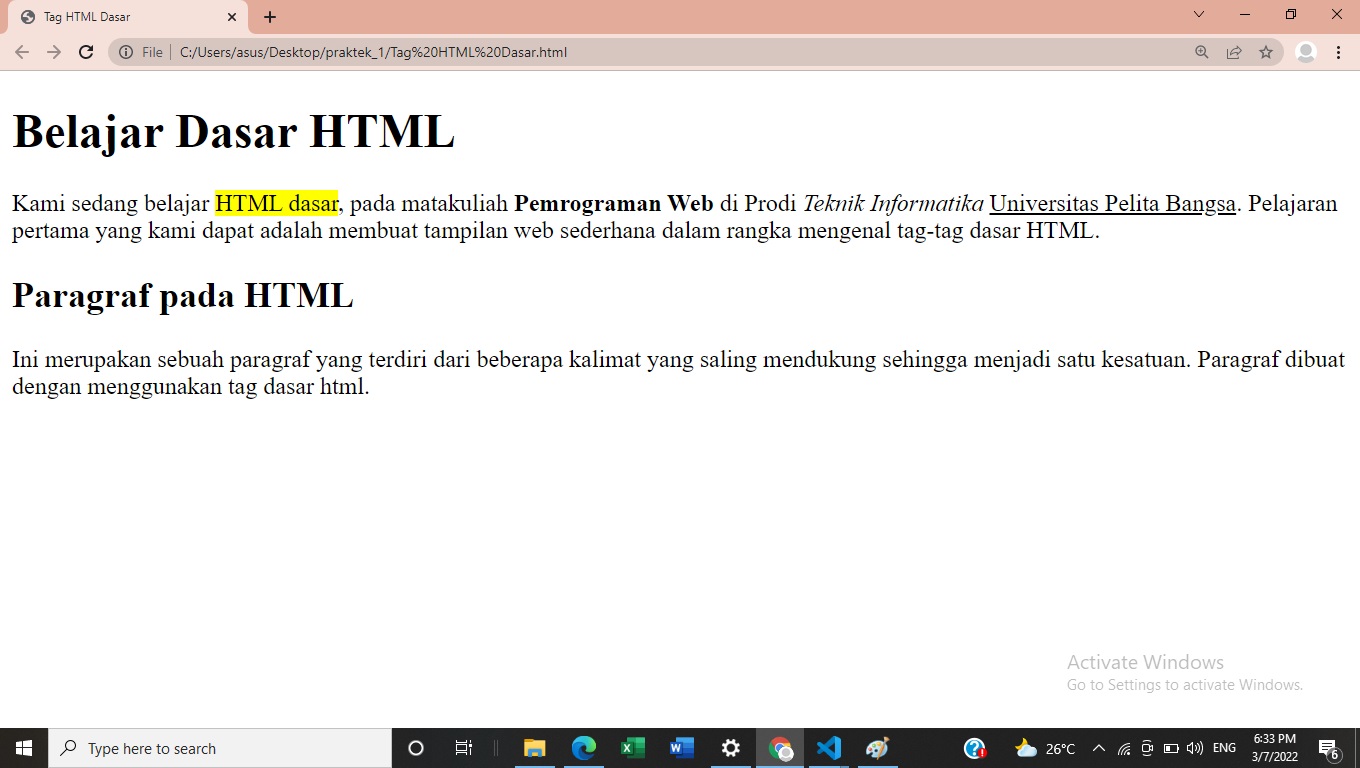 Tag HTML Dasar
File C:/Users/asus/Desktop/praktek_1/Tag%20HTML%20Dasar.html
Belajar Dasar HTML
Kami sedang belajar HTML dasar, pada matakuliah Pemrograman Web di Prodi Teknik Informatika Universitas Pelita Bangsa. Pelajaran
pertama yang kami dapat adalah membuat tampilan web sederhana dalam rangka mengenal tag-tag dasar HTML.
Paragraf pada HTML
Ini merupakan sebuah paragraf yang terdiri dari beberapa kalimat yang saling mendukung sehingga menjadi satu kesatuan. Paragraf dibuat
dengan menggunakan tag dasar html.
Activate Windows
Go to Settings to activate Windows.
Type here to search
26°C
ENG
6:33 PM
3/7/2022
6